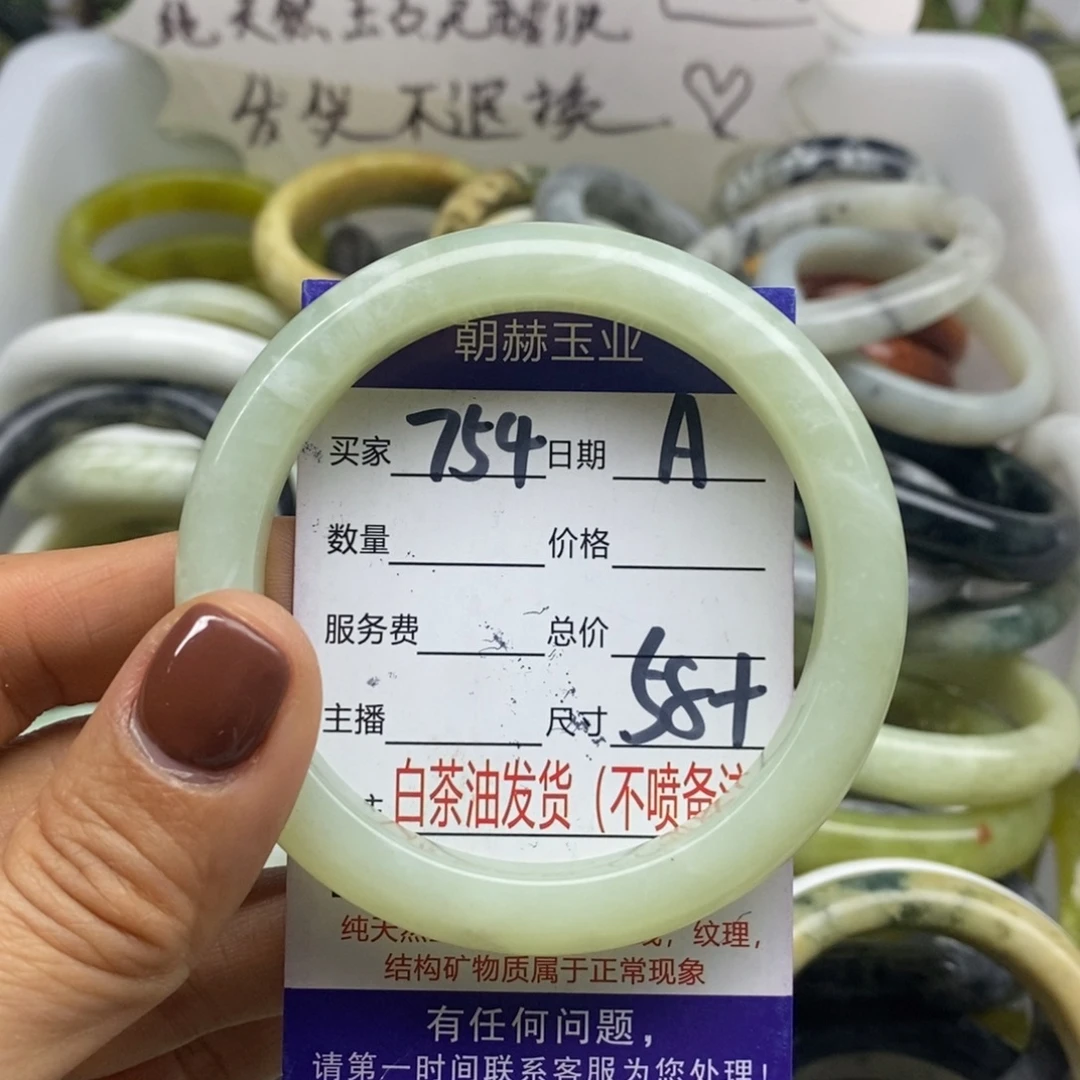 纯天然玉石无酸洗
售出不退换
朝赫玉业
买家 754 日期 A
数量 价格
服务费 总价
主播 尺寸 58+
白茶油发货（不喷备注
纯天然 纹理，
结构矿物质属于正常现象
有任何问题，
请第一时间联系客服为您处理！